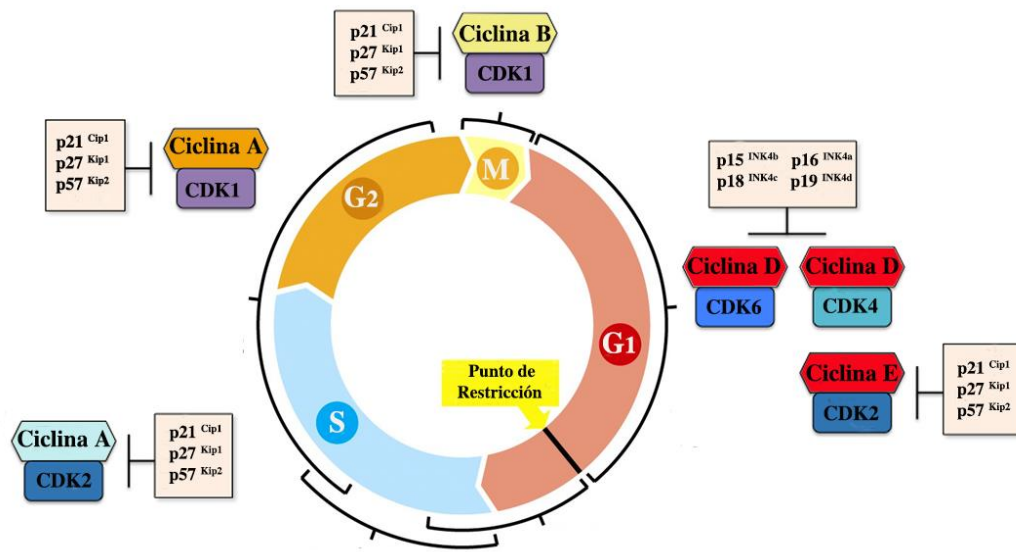 p21 Cip1
p27 Kip1
p57 Kip2
Ciclina B
CDK1
p21 Cip1
p27 Kip1
p57 Kip2
Ciclina A
CDK1
M
G2
p15 INK4b p16 INK4a
p18 INK4c p19 INK4d
Ciclina D
CDK6
Ciclina D
CDK4
G1
Punto de
Restricción
Ciclina E
CDK2
p21 Cip1
p27 Kip1
p57 Kip2
S
Ciclina A
CDK2
p21 Cip1
p27 Kip1
p57 Kip2